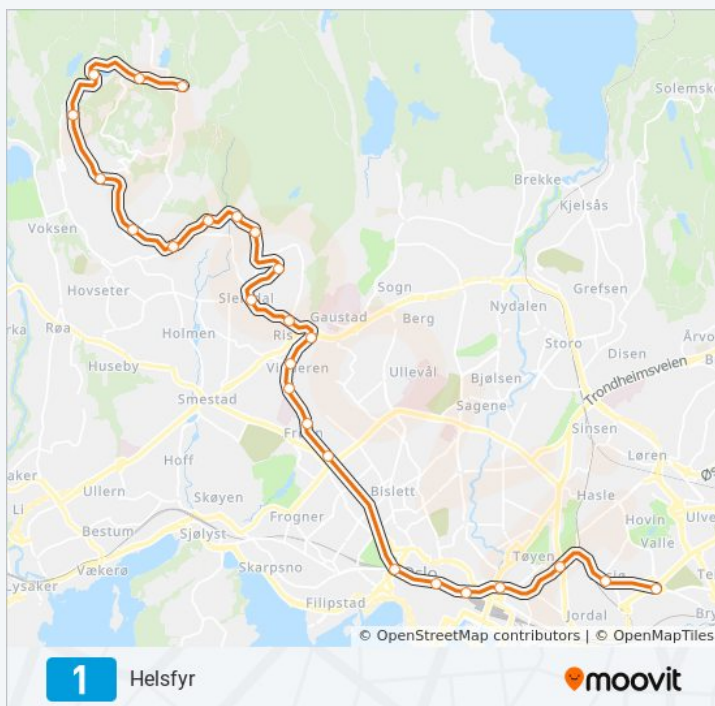 Solemsk
Brekke
Kjelsås
Voksen
Hovseter
Sogn
Grefsen
Gaustad
Nydalen
Røa
Holmen
Ris
Berg
Storo
Disen
Årvo
Huseby
Ullevål
Bjølsen
Trondheimsveien
Smestad
Sagene
Sinsen
Hoff
Løren
Ullern
Skøyen
Bislett
Hasle
Li
Frogner
Hovin
Ulve
Bestum
Sjølyst
Valle
Vækerø
Skarpsno
Tøyen
Lysaker
Filipstad
Jordal
© OpenStreetMap contributors | © OpenMapTiles
1 Helsfyr
moovit